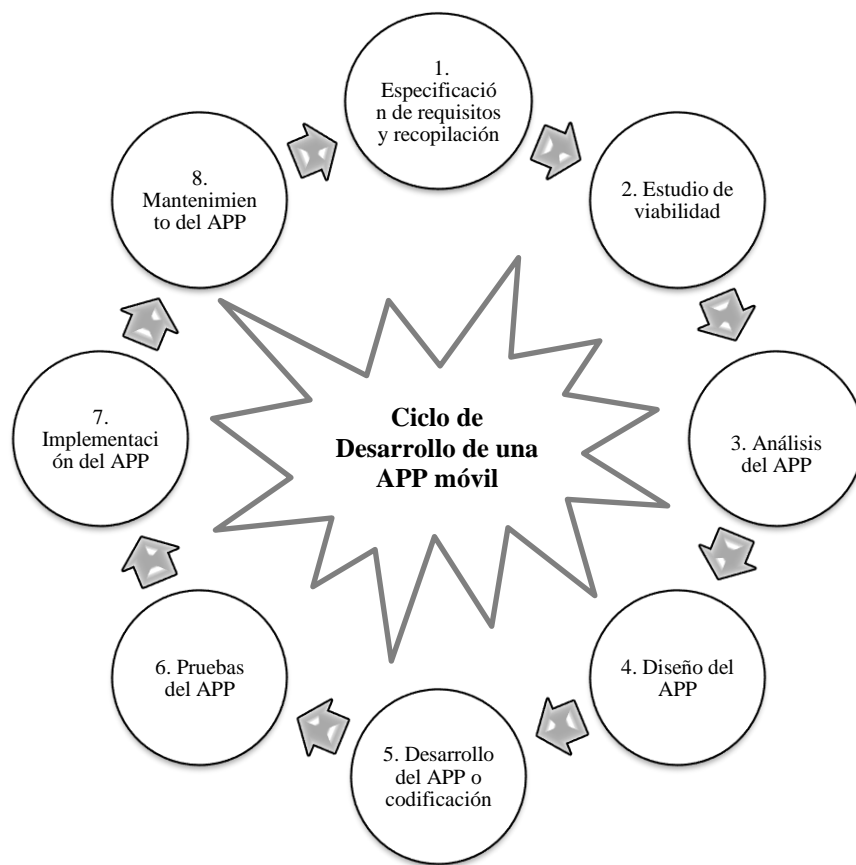 1.
Especificació
n de requisitos
y recopilación
2. Estudio de
viabilidad
3. Análisis
del APP
4. Diseño del
APP
5. Desarrollo
del APP o
codificación
6. Pruebas
del APP
7.
Implementaci
ón del APP
8.
Mantenimien
to del APP
Ciclo de
Desarrollo de una
APP móvil